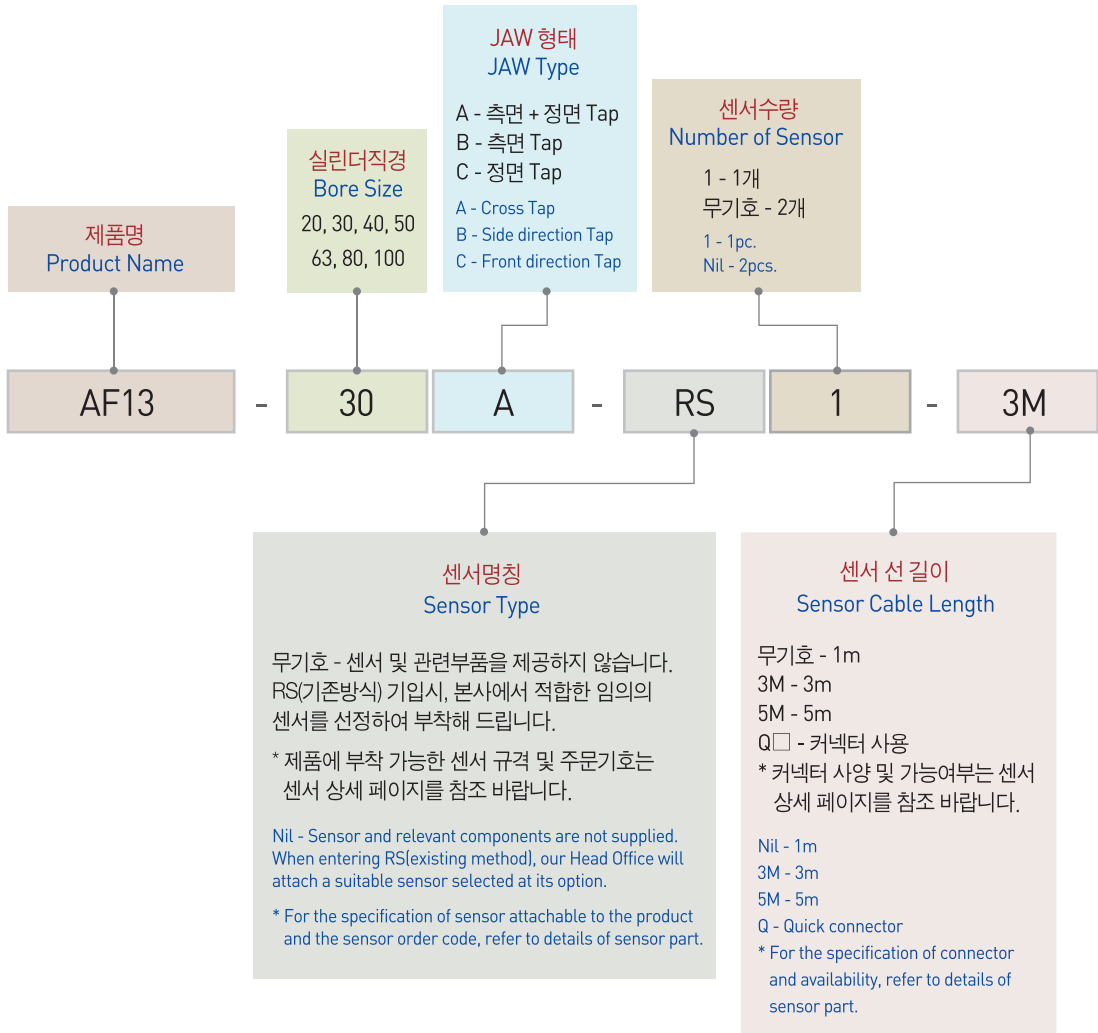 JAW 형태
JAW Type
A - 측면 + 정면 Tap
B - 측면 Tap
C - 정면 Tap
A - Cross Tap
B - Side direction Tap
C - Front direction Tap
센서수량
Number of Sensor
1 - 1개
무기호 - 2개
1 - 1pc.
Nil - 2pcs.
실린더직경
Bore Size
20, 30, 40, 50
63, 80, 100
제품명
Product Name
AF13 - 30 A - RS 1 - 3M
센서명칭
Sensor Type
무기호 - 센서 및 관련부품을 제공하지 않습니다.
RS(기존방식) 기입시, 본사에서 적합한 임의의
센서를 선정하여 부착해 드립니다.
* 제품에 부착 가능한 센서 규격 및 주문기호는
센서 상세 페이지를 참조 바랍니다.
Nil - Sensor and relevant components are not supplied.
When entering RS(existing method), our Head Office will
attach a suitable sensor selected at its option.
* For the specification of sensor attachable to the product
and the sensor order code, refer to details of sensor part.
센서 선 길이
Sensor Cable Length
무기호 - 1m
3M - 3m
5M - 5m
Q□ - 커넥터 사용
* 커넥터 사양 및 가능여부는 센서
상세 페이지를 참조 바랍니다.
Nil - 1m
3M - 3m
5M - 5m
Q - Quick connector
* For the specification of connector
and availability, refer to details of
sensor part.